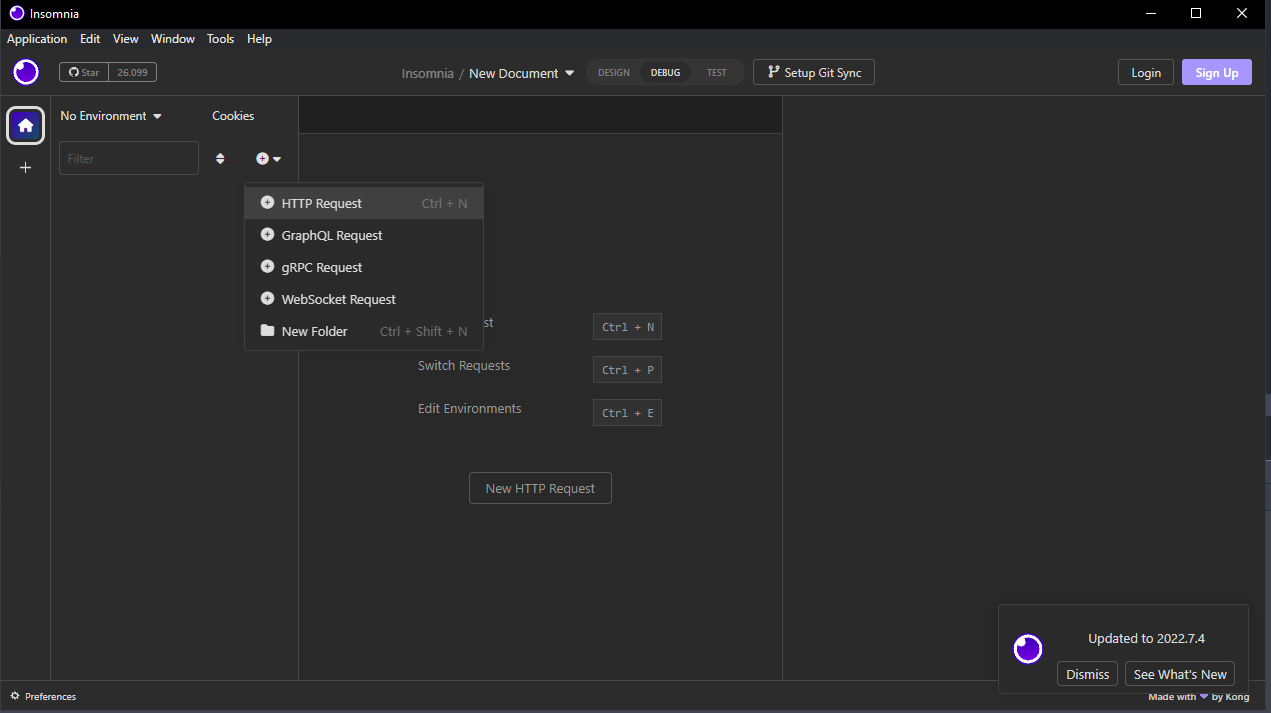 Insomnia
Application Edit View Window Tools Help
Star 26.099
Insomnia / New Document DESIGN DEBUG TEST Setup Git Sync Login Sign Up
No Environment Cookies
Filter
HTTP Request Ctrl + N
GraphQL Request
gRPC Request
WebSocket Request
New Folder Ctrl + Shift + N
st Ctrl + N
Switch Requests Ctrl + P
Edit Environments Ctrl + E
New HTTP Request
Updated to 2022.7.4
Dismiss See What's New
Preferences
Made with by Kong